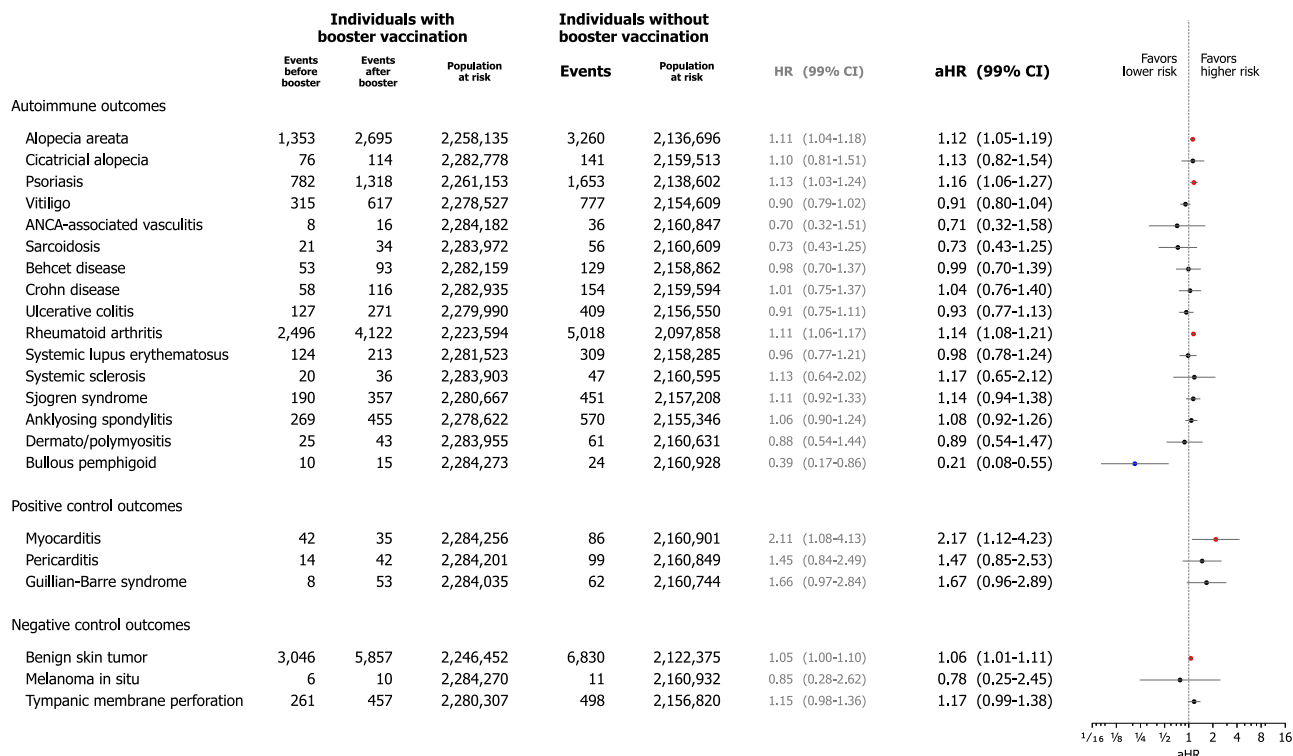 Individuals with booster vaccination
Individuals without booster vaccination
Events before booster Events after booster Population at risk Events Population at risk HR (99% CI) aHR (99% CI) Favors lower risk Favors higher risk
Autoimmune outcomes
Alopecia areata 1,353 2,695 2,258,135 3,260 2,136,696 1.11 (1.04-1.18) 1.12 (1.05-1.19)
Cicatricial alopecia 76 114 2,282,778 141 2,159,513 1.10 (0.81-1.51) 1.13 (0.82-1.54)
Psoriasis 782 1,318 2,261,153 1,653 2,138,602 1.13 (1.03-1.24) 1.16 (1.06-1.27)
Vitiligo 315 617 2,278,527 777 2,154,609 0.90 (0.79-1.02) 0.91 (0.80-1.04)
ANCA-associated vasculitis 8 16 2,284,182 36 2,160,847 0.70 (0.32-1.51) 0.71 (0.32-1.58)
Sarcoidosis 21 34 2,283,972 56 2,160,609 0.73 (0.43-1.25) 0.73 (0.43-1.25)
Behcet disease 53 93 2,282,159 129 2,158,862 0.98 (0.70-1.37) 0.99 (0.70-1.39)
Crohn disease 58 116 2,282,935 154 2,159,594 1.01 (0.75-1.37) 1.04 (0.76-1.40)
Ulcerative colitis 127 271 2,279,990 409 2,156,550 0.91 (0.75-1.11) 0.93 (0.77-1.13)
Rheumatoid arthritis 2,496 4,122 2,223,594 5,018 2,097,858 1.11 (1.06-1.17) 1.14 (1.08-1.21)
Systemic lupus erythematosus 124 213 2,281,523 309 2,158,285 0.96 (0.77-1.21) 0.98 (0.78-1.24)
Systemic sclerosis 20 36 2,283,903 47 2,160,595 1.13 (0.64-2.02) 1.17 (0.65-2.12)
Sjogren syndrome 190 357 2,280,667 451 2,157,208 1.11 (0.92-1.33) 1.14 (0.94-1.38)
Anklyosing spondylitis 269 455 2,278,622 570 2,155,346 1.06 (0.90-1.24) 1.08 (0.92-1.26)
Dermato/polymyositis 25 43 2,283,955 61 2,160,631 0.88 (0.54-1.44) 0.89 (0.54-1.47)
Bullous pemphigoid 10 15 2,284,273 24 2,160,928 0.39 (0.17-0.86) 0.21 (0.08-0.55)
Positive control outcomes
Myocarditis 42 35 2,284,256 86 2,160,901 2.11 (1.08-4.13) 2.17 (1.12-4.23)
Pericarditis 14 42 2,284,201 99 2,160,849 1.45 (0.84-2.49) 1.47 (0.85-2.53)
Guillian-Barre syndrome 8 53 2,284,035 62 2,160,744 1.66 (0.97-2.84) 1.67 (0.96-2.89)
Negative control outcomes
Benign skin tumor 3,046 5,857 2,246,452 6,830 2,122,375 1.05 (1.00-1.10) 1.06 (1.01-1.11)
Melanoma in situ 6 10 2,284,270 11 2,160,932 0.85 (0.28-2.62) 0.78 (0.25-2.45)
Tympanic membrane perforation 261 457 2,280,307 498 2,156,820 1.15 (0.98-1.36) 1.17 (0.99-1.38)
1/16 ⅛ ¼ ½ 1 2 4 8 16
aHR